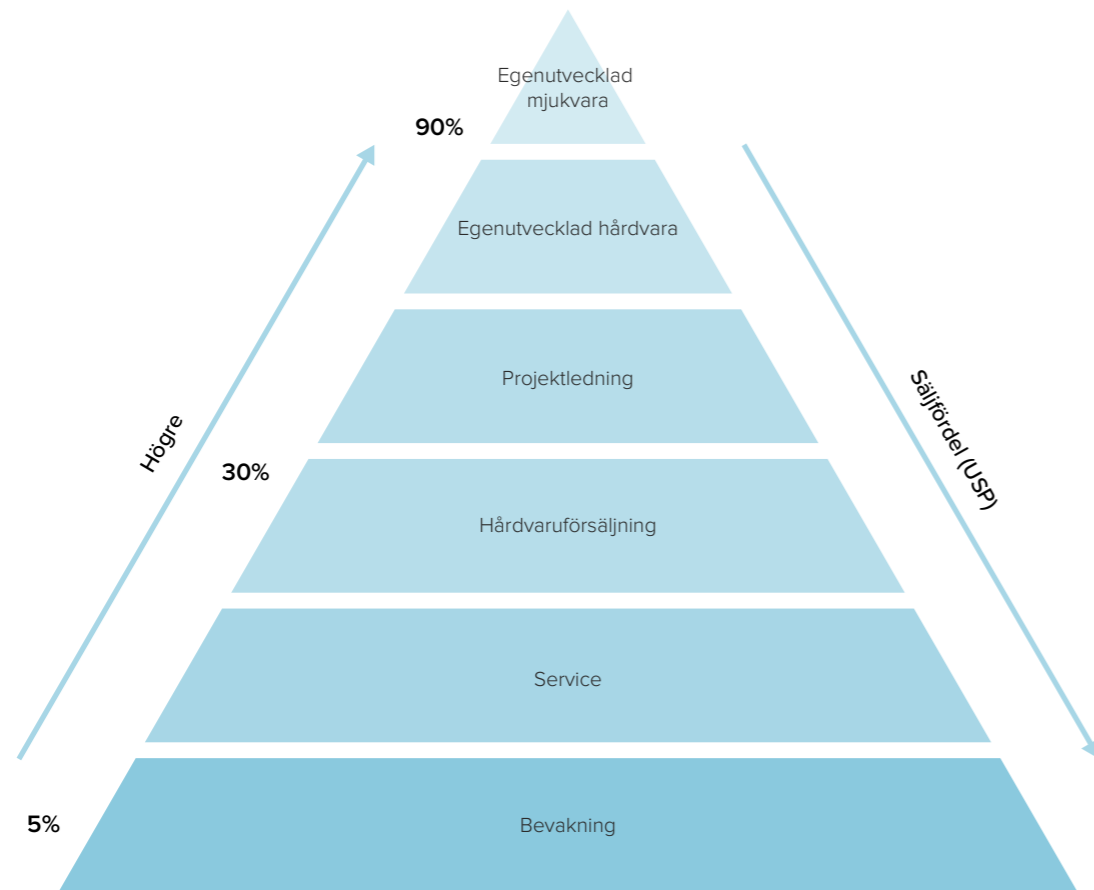 Egenutvecklad
mjukvara
90%
Egenutvecklad hårdvara
Projektledning
Högre
Säljfördel (USP)
30%
Hårdvaruförsäljning
Service
5%
Bevakning